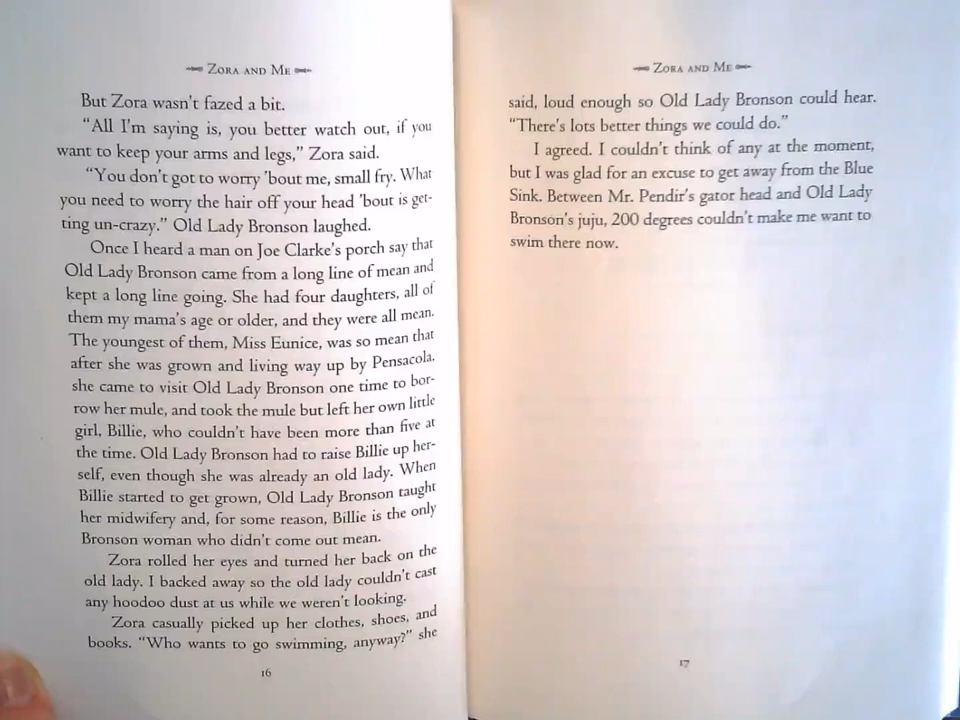 Zora and Me
But Zora wasn't fazed a bit.
"All I'm saying is, you better watch out, if you
want to keep your arms and legs," Zora said.
"You don't got to worry 'bout me, small fry. What
you need to worry the hair off your head 'bout is get-
ting un-crazy." Old Lady Bronson laughed.
Once I heard a man on Joe Clarke's porch say that
Old Lady Bronson came from a long line of mean and
kept a long line going. She had four daughters, all of
them my mama's age or older, and they were all mean.
The youngest of them, Miss Eunice, was so mean that
after she was grown and living way up by Pensacola,
she came to visit Old Lady Bronson one time to bor-
row her mule, and took the mule but left her own little
girl, Billie, who couldn't have been more than five at
the time. Old Lady Bronson had to raise Billie up her-
self, even though she was already an old lady. When
Billie started to get grown, Old Lady Bronson taught
her midwifery and, for some reason, Billie is the only
Bronson woman who didn't come out mean.
Zora rolled her eyes and turned her back on the
old lady. I backed away so the old lady couldn't cast
any hoodoo dust at us while we weren't looking.
Zora casually picked up her clothes, shoes, and
books. "Who wants to go swimming, anyway?" she
16
Zora and Me
said, loud enough so Old Lady Bronson could hear.
"There's lots better things we could do."
I agreed. I couldn't think of any at the moment,
but I was glad for an excuse to get away from the Blue
Sink. Between Mr. Pendir's gator head and Old Lady
Bronson's juju, 200 degrees couldn't make me want to
swim there now.
17